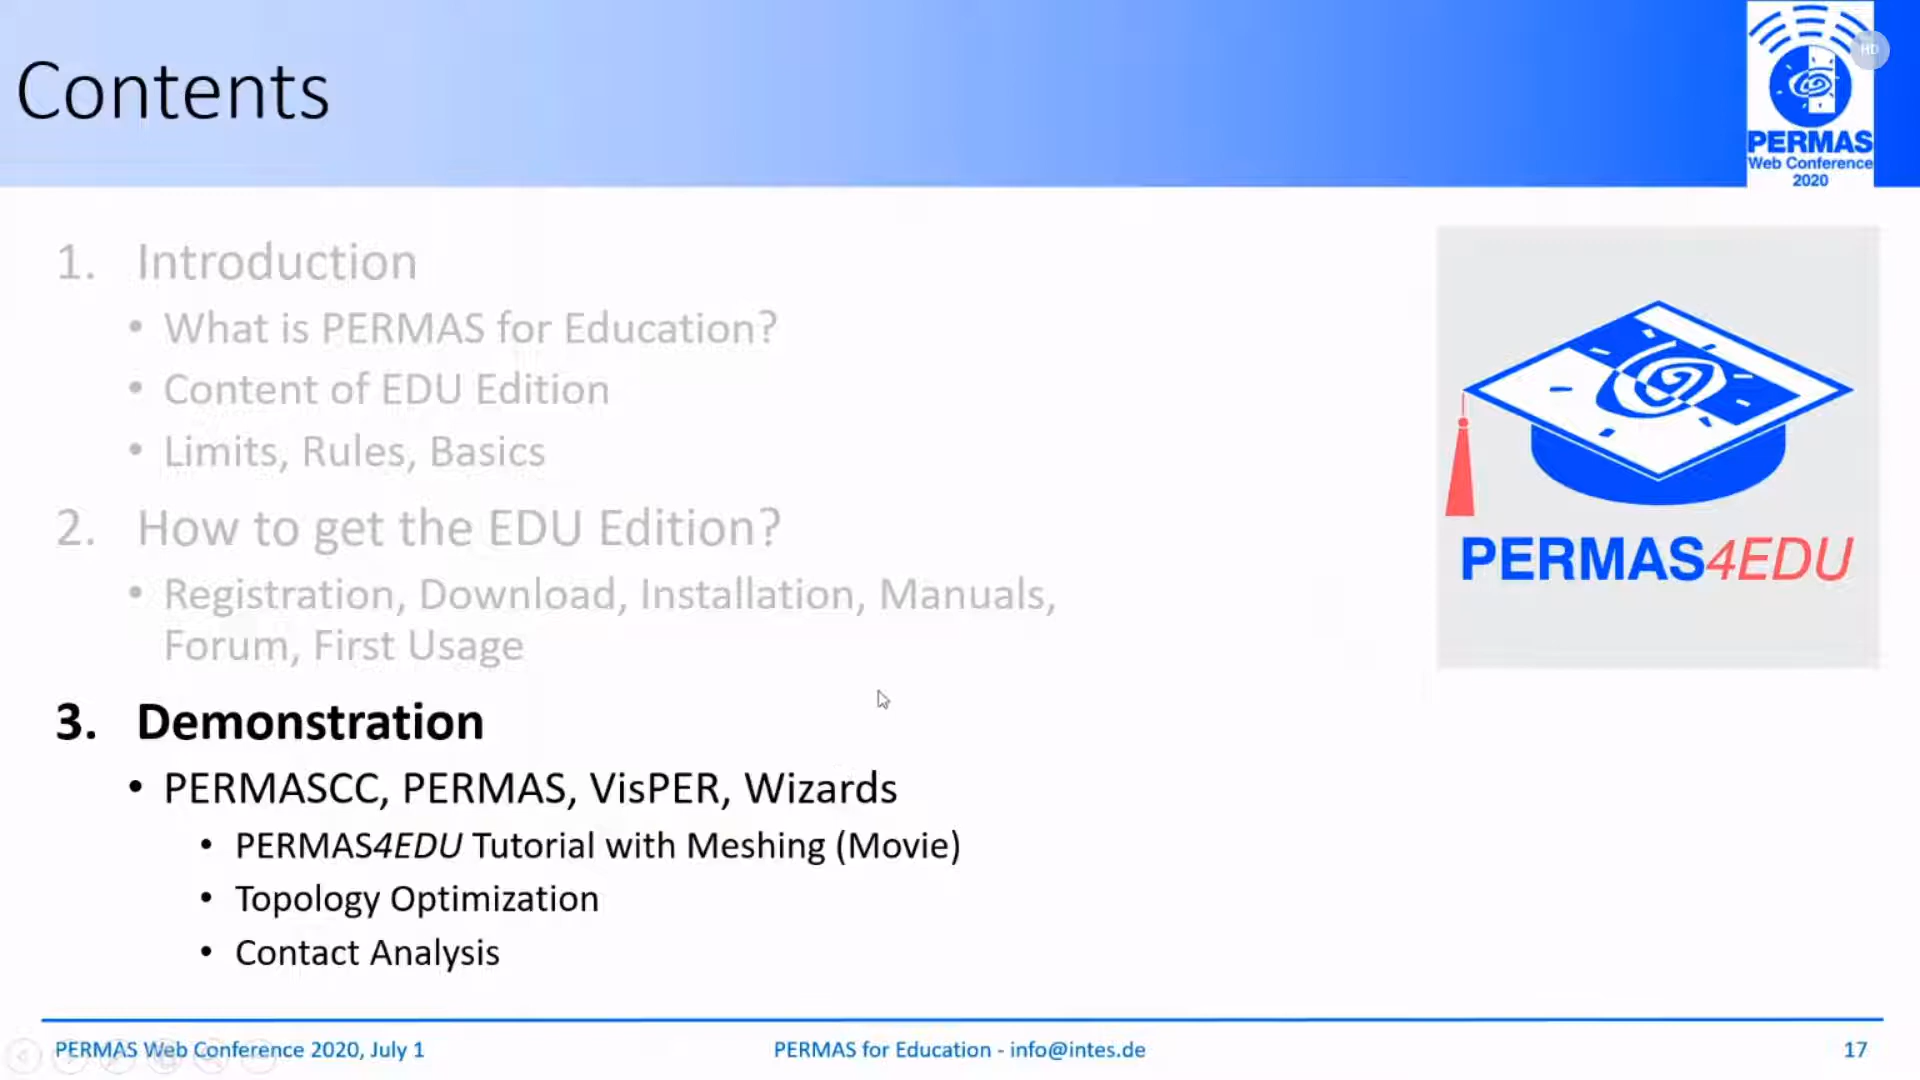 Contents
HD
PERMAS
Web Conference
2020
1. Introduction
• What is PERMAS for Education?
• Content of EDU Edition
• Limits, Rules, Basics
2. How to get the EDU Edition?
• Registration, Download, Installation, Manuals,
Forum, First Usage
3. Demonstration
• PERMASCC, PERMAS, VisPER, Wizards
• PERMAS4EDU Tutorial with Meshing (Movie)
• Topology Optimization
• Contact Analysis
PERMAS4EDU
PERMAS Web Conference 2020, July 1
PERMAS for Education - info@intes.de
17